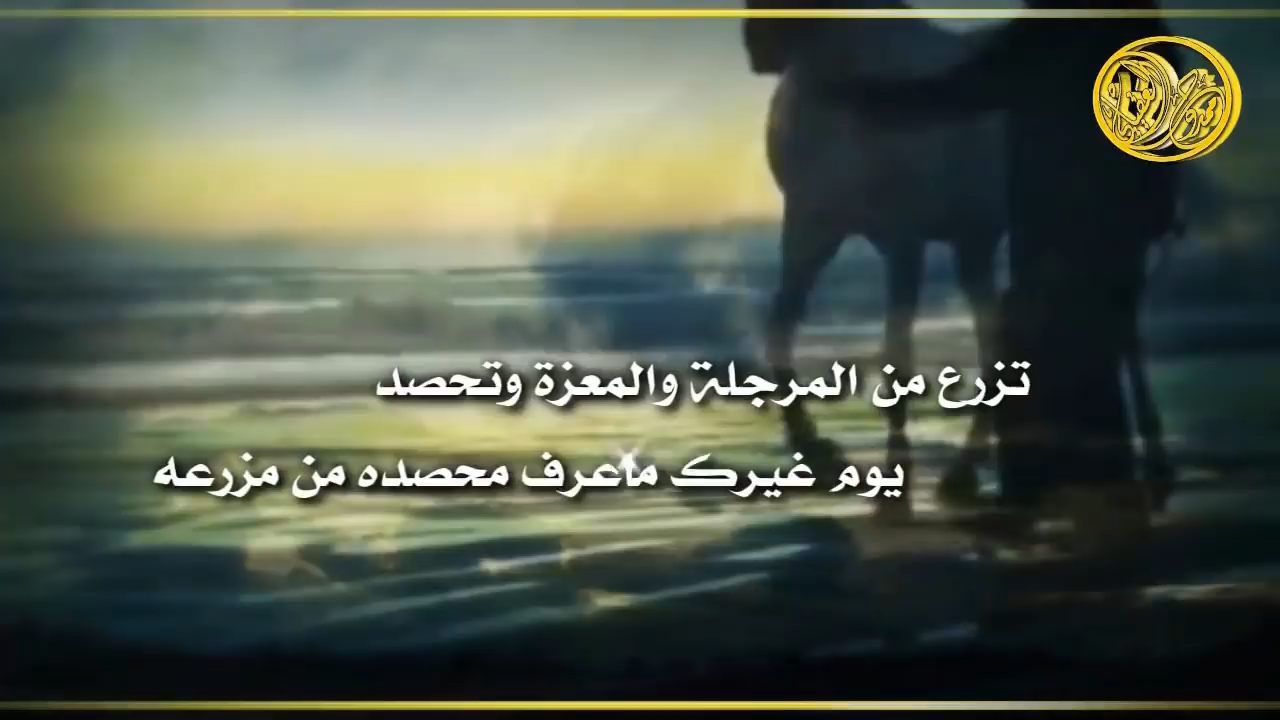 تزرع من المرجلة والمعزة وتحصد
يوم غيرك ماعرف محصده من مزرعه